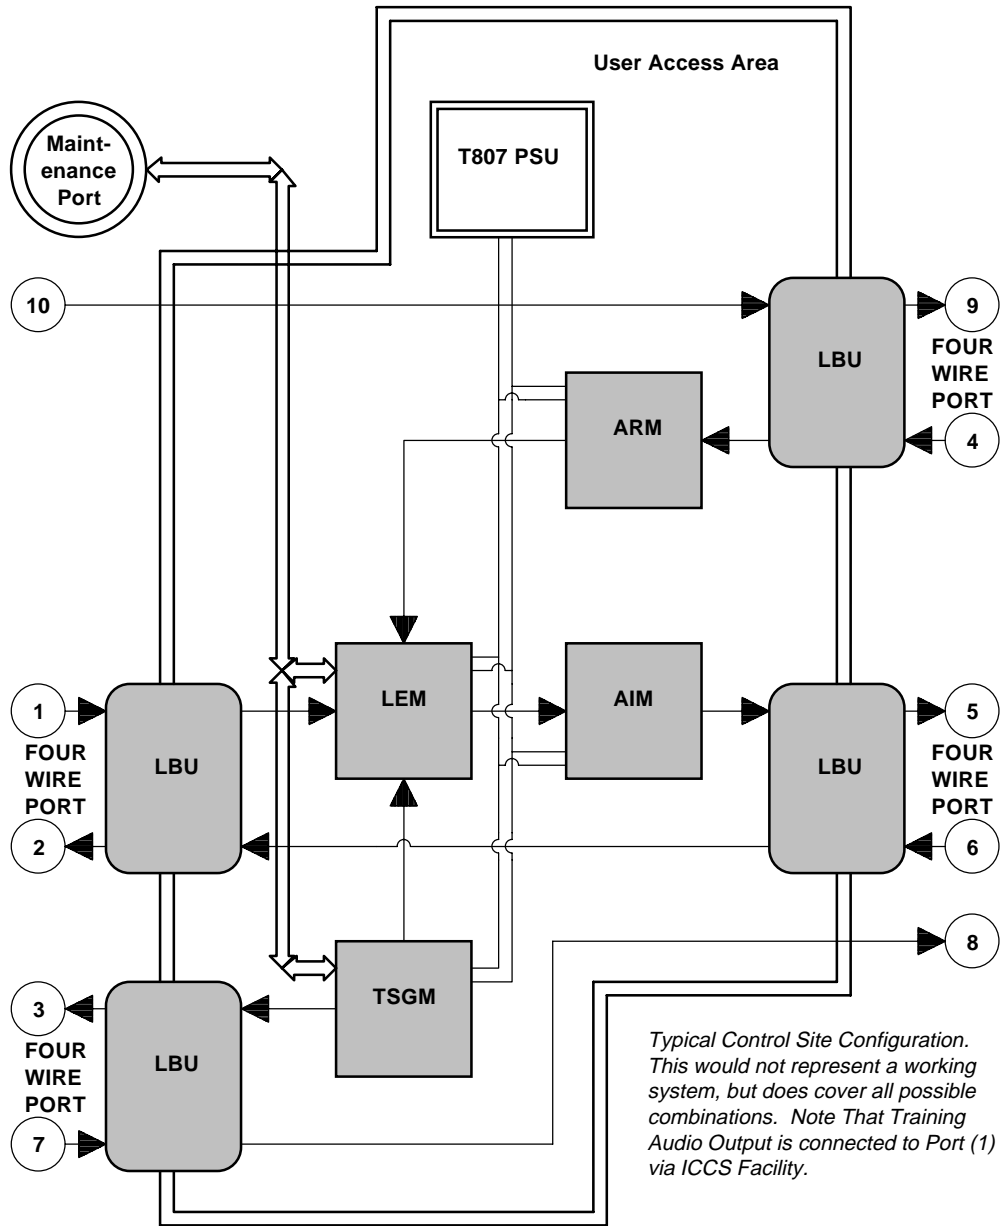 User Access Area
Maint-
enance
Port
T807 PSU
10
9
LBU
FOUR
WIRE
PORT
ARM
4
LEM
AIM
1
LBU
FOUR
WIRE
PORT
2
5
LBU
FOUR
WIRE
PORT
6
8
TSGM
3
LBU
FOUR
WIRE
PORT
7
Typical Control Site Configuration.
This would not represent a working
system, but does cover all possible
combinations.  Note That Training
Audio Output is connected to Port (1)
via ICCS Facility.